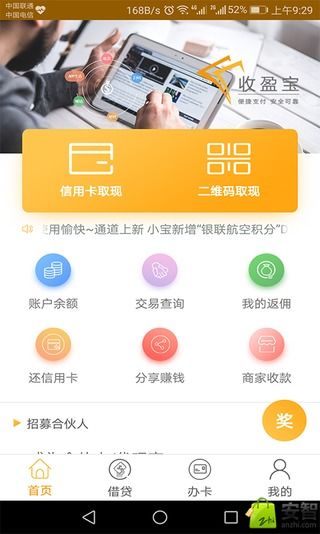 中国联通
中国电信
168B/s 4G 2G 52% 上午9:29
收盈宝
便捷支付 安全可靠
信用卡取现 二维码取现
用愉快~通道上新 小宝新增“银联航空积分”D
账户余额 交易查询 我的返佣
还信用卡 分享赚钱 商家收款
招募合伙人
奖
首页 借贷 办卡 我的
安智
anzhi.com